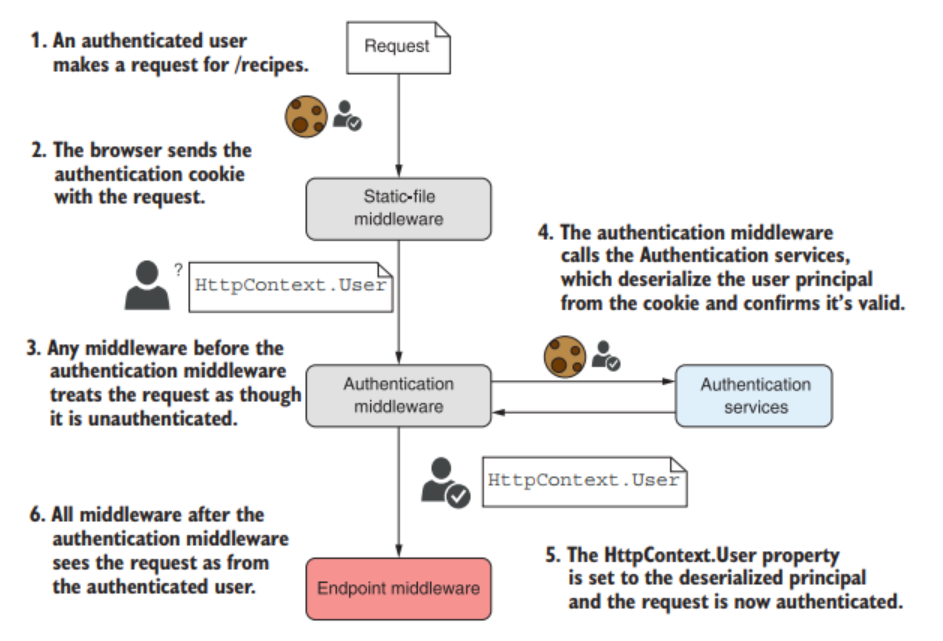 1. An authenticated user
makes a request for /recipes.
Request
2. The browser sends the
authentication cookie
with the request.
Static-file
middleware
?
HttpContext.User
3. Any middleware before the
authentication middleware
treats the request as though
it is unauthenticated.
Authentication
middleware
4. The authentication middleware
calls the Authentication services,
which deserialize the user principal
from the cookie and confirms it's valid.
Authentication
services
HttpContext.User
5. The HttpContext.User property
is set to the deserialized principal
and the request is now authenticated.
6. All middleware after the
authentication middleware
sees the request as from
the authenticated user.
Endpoint middleware